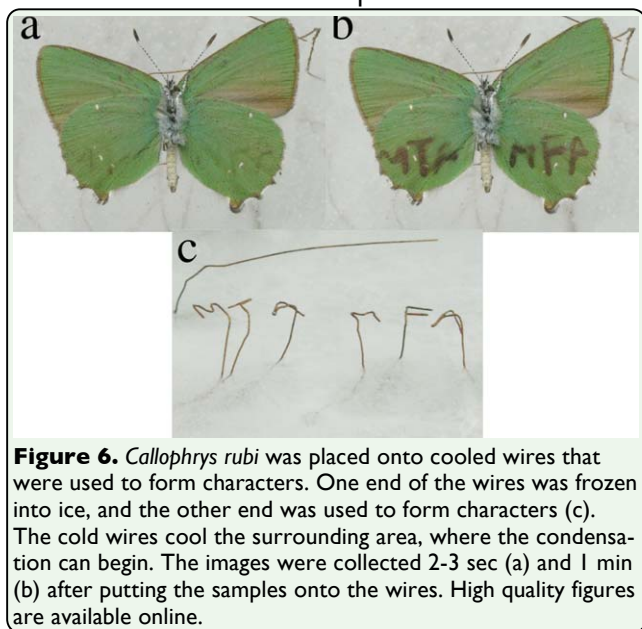 a b
MTA MFA
c
MTA MFA
Figure 6. Callophrys rubi was placed onto cooled wires that
were used to form characters. One end of the wires was frozen
into ice, and the other end was used to form characters (c).
The cold wires cool the surrounding area, where the condensa-
tion can begin. The images were collected 2-3 sec (a) and 1 min
(b) after putting the samples onto the wires. High quality figures
are available online.